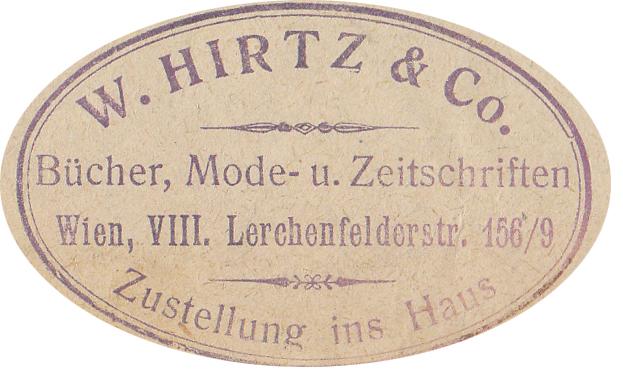 W. HIRTZ & Co.
Bücher, Mode- u. Zeitschriften
Wien, VIII. Lerchenfelderstr. 156/9
Zustellung ins Haus